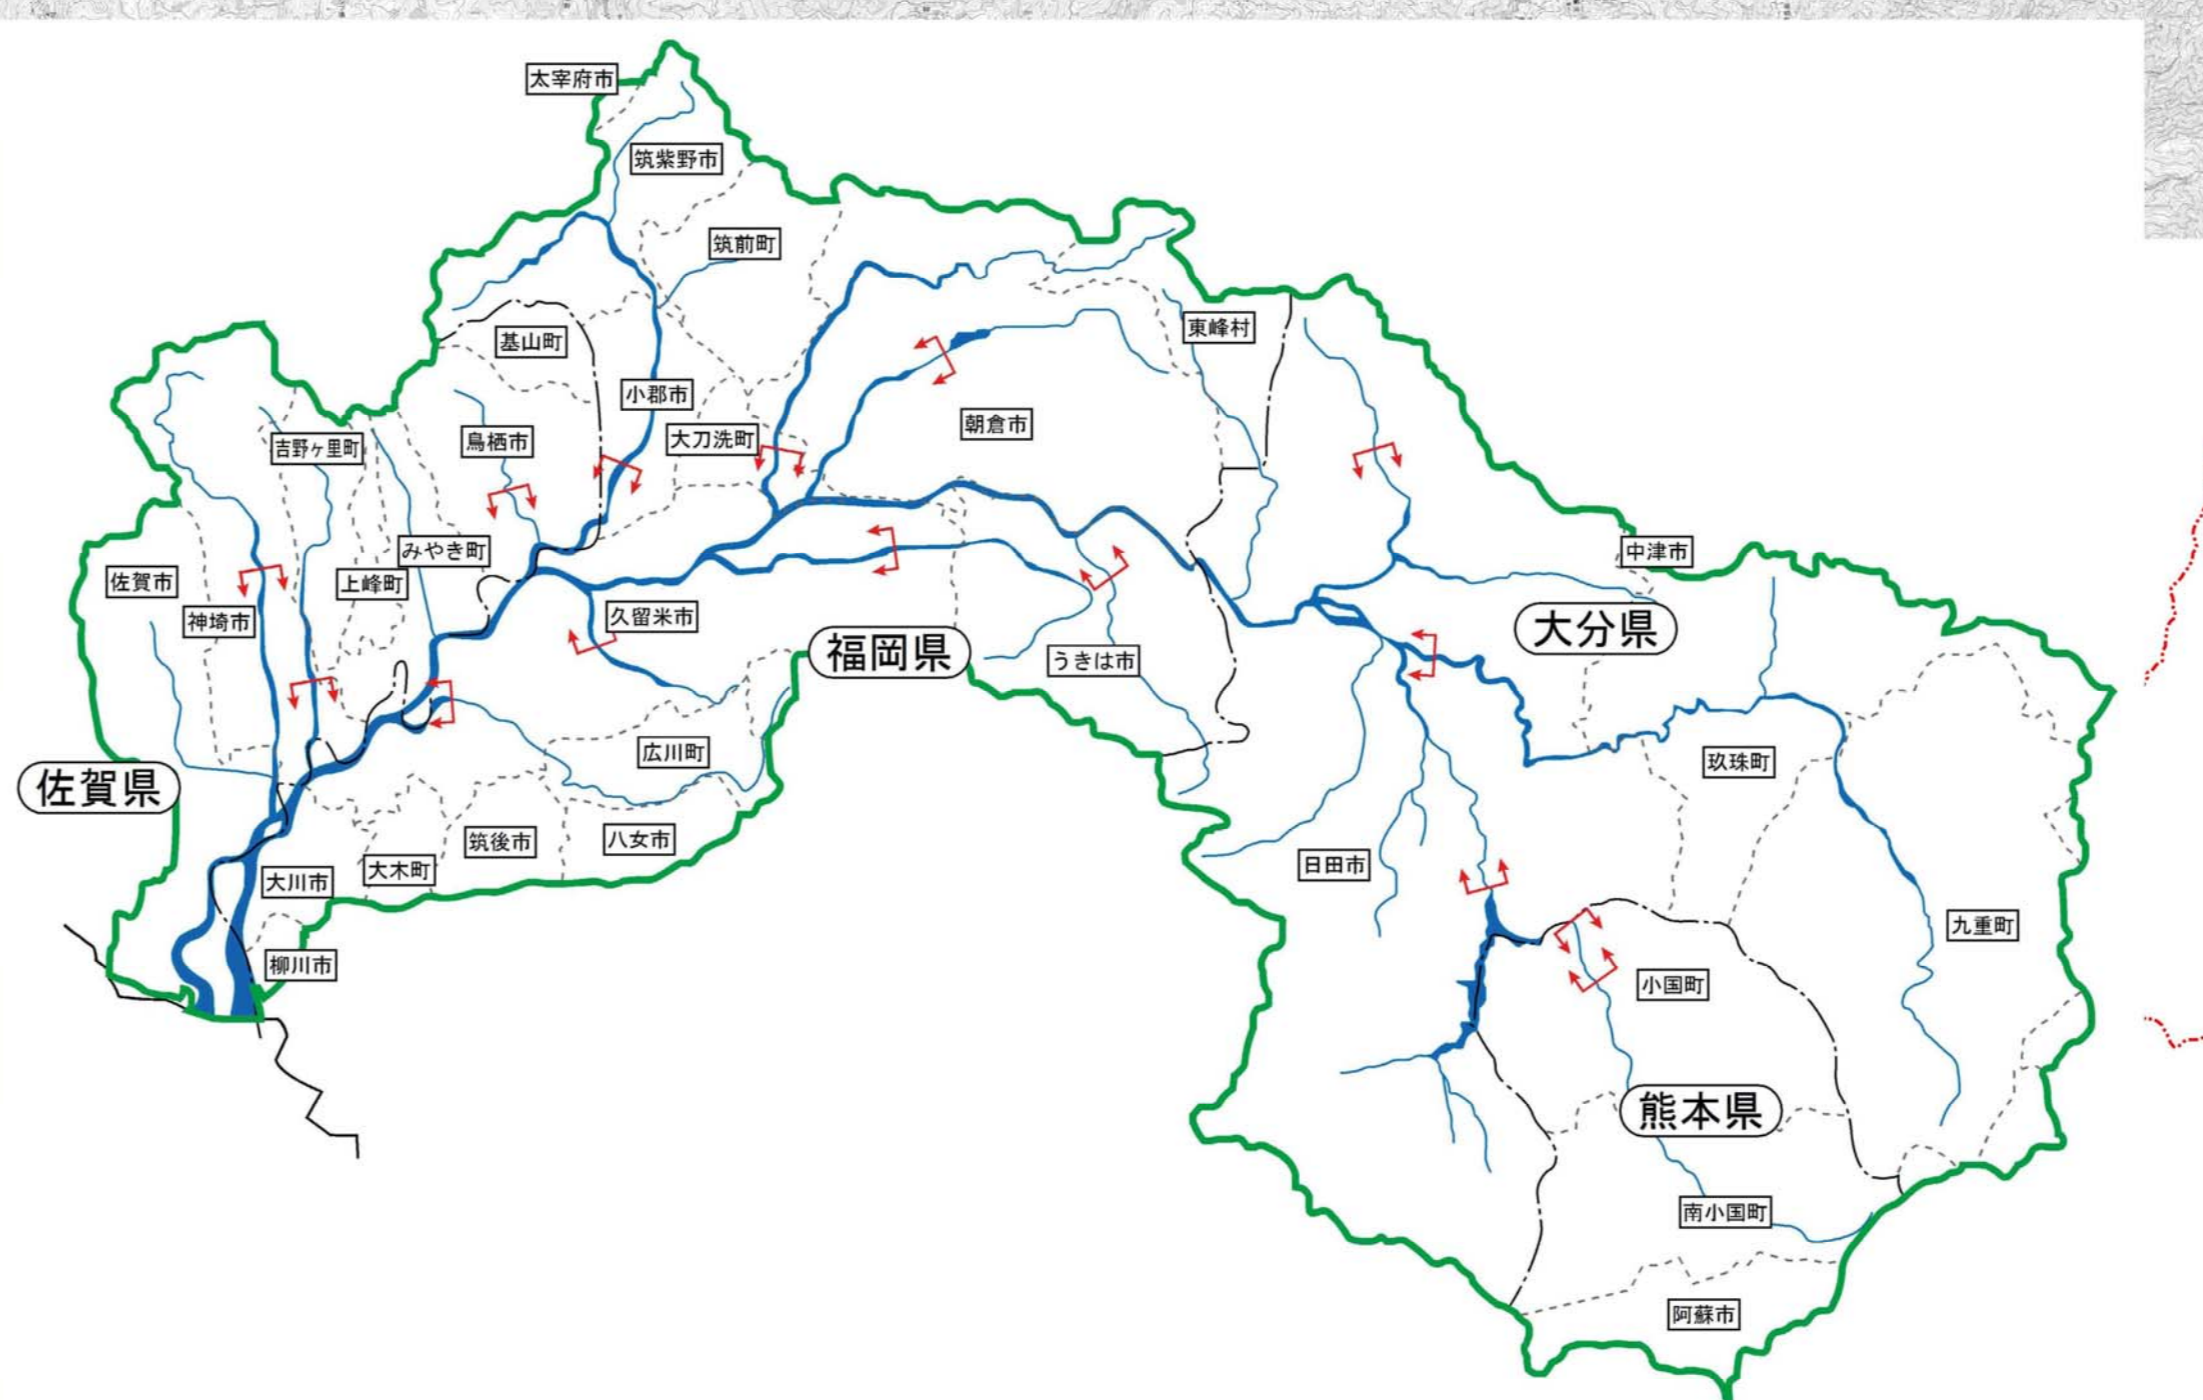 太宰府市
筑紫野市
筑前町
東峰村
基山町
小郡市
朝倉市
大刀洗町
鳥栖市
吉野ヶ里町
みやき町
中津市
佐賀市
上峰町
神埼市
久留米市
大分県
福岡県
うきは市
広川町
玖珠町
佐賀県
筑後市
八女市
日田市
大木町
大川市
九重町
柳川市
小国町
熊本県
南小国町
阿蘇市